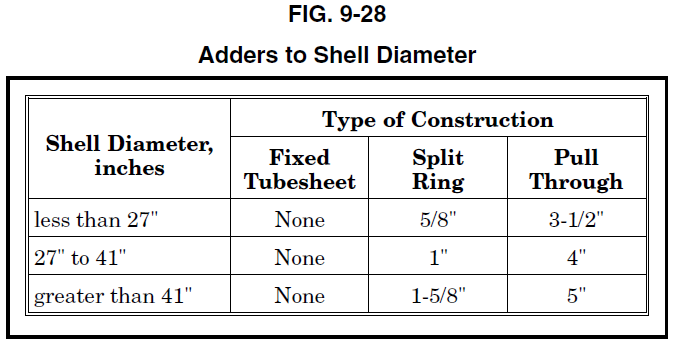 FIG. 9-28
Adders to Shell Diameter
Shell Diameter, inches
Type of Construction
Fixed Tubesheet
Split Ring
Pull Through
less than 27" None 5/8" 3-1/2"
27" to 41" None 1" 4"
greater than 41" None 1-5/8" 5"